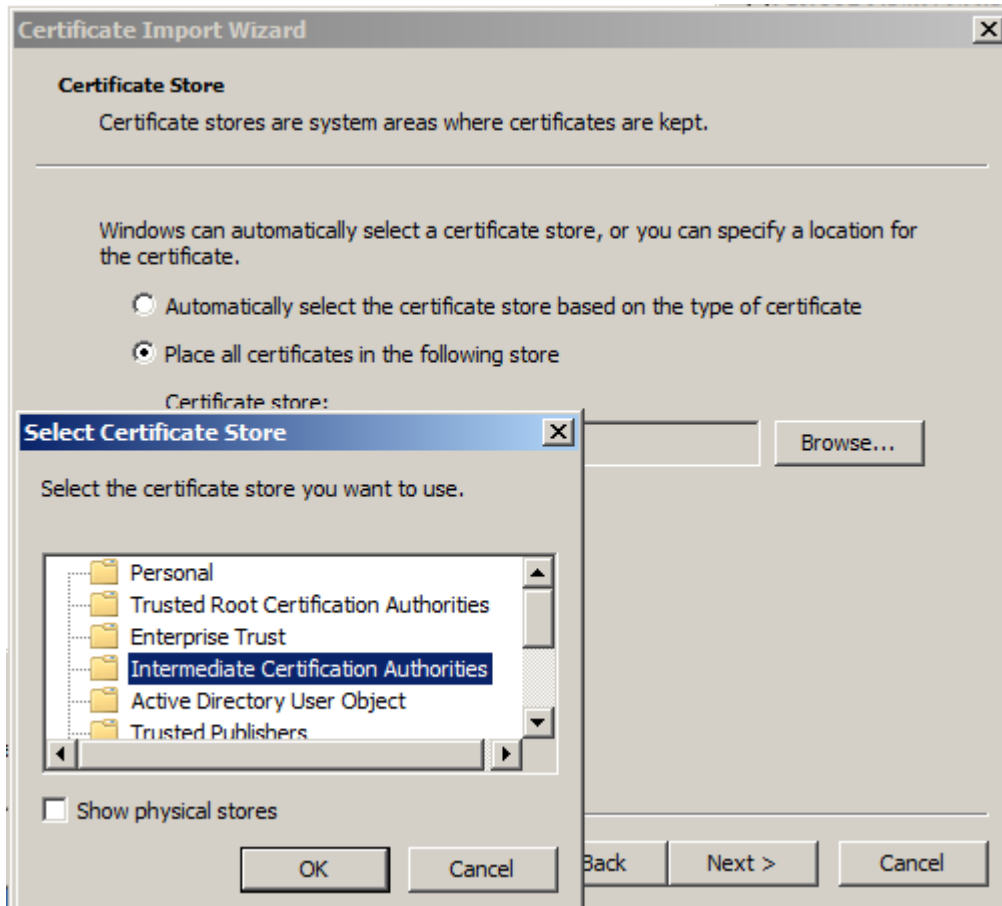 Certificate Import Wizard
Certificate Store
Certificate stores are system areas where certificates are kept.
Windows can automatically select a certificate store, or you can specify a location for
the certificate.
Automatically select the certificate store based on the type of certificate
Place all certificates in the following store
Certificate store:
Browse...
Select Certificate Store
Select the certificate store you want to use.
Personal
Trusted Root Certification Authorities
Enterprise Trust
Intermediate Certification Authorities
Active Directory User Object
Trusted Publishers
Show physical stores
OK
Cancel
Back
Next >
Cancel